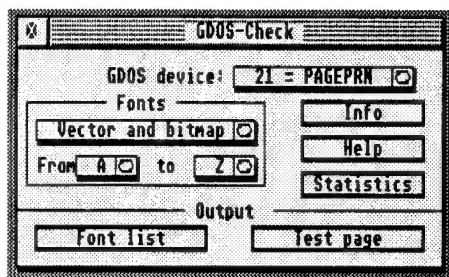 GDOS-Check
GDOS device: 21 = PAGEPRN
Fonts
Info
Vector and bitmap
Help
From A to Z
Statistics
Output
Font list Test page